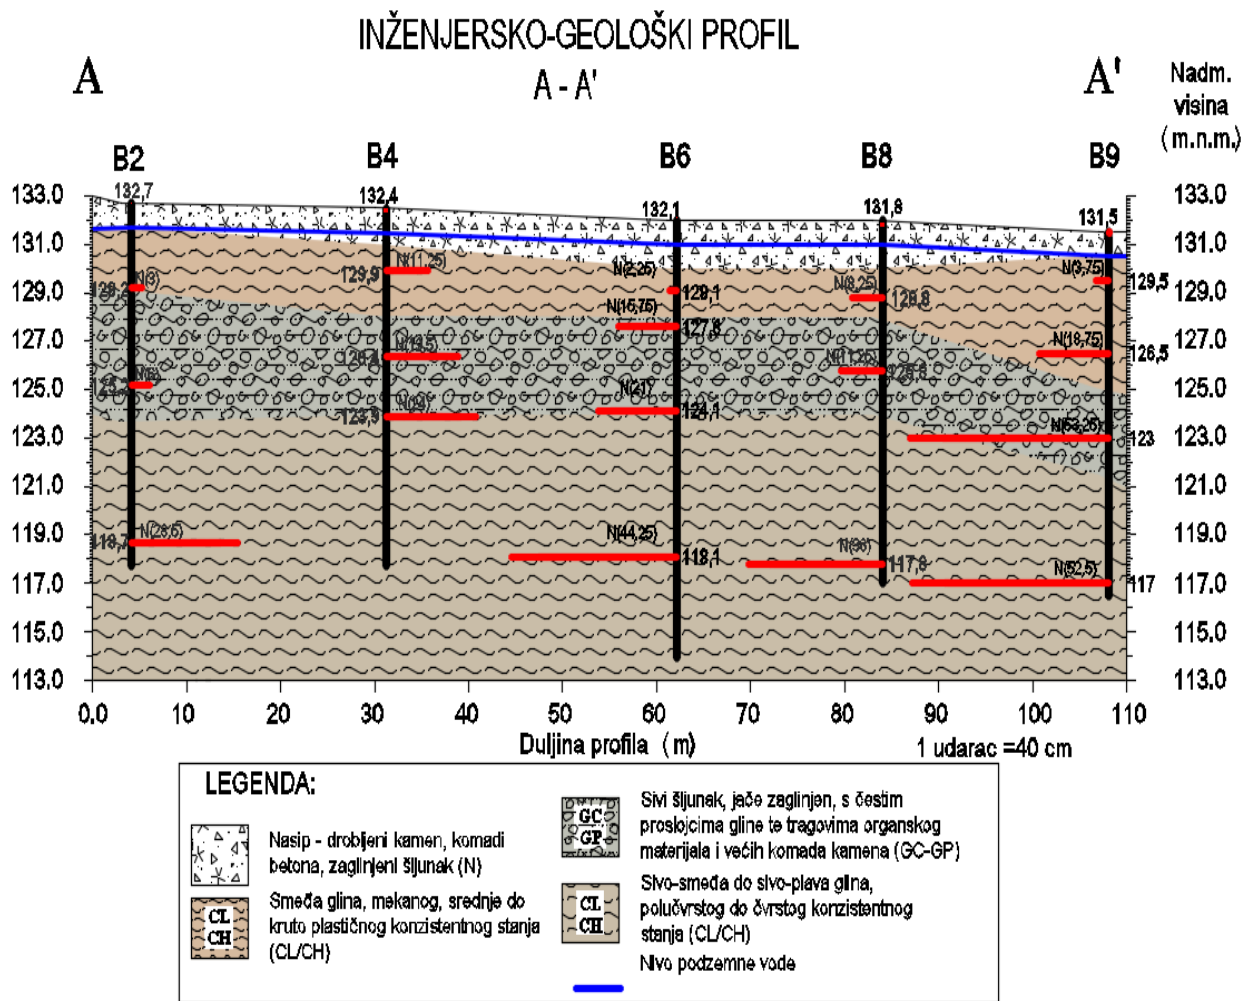 INŽENJERSKO-GEOLOŠKI PROFIL
A - A'
A
A'
Nadm.
visina
(m.n.m.)
B2
B4
B6
B8
B9
132,7
132,4
132,1
131,8
131,5
133.0
131.0
129.0
127.0
125.0
123.0
121.0
119.0
117.0
115.0
113.0
133.0
131.0
129.0
127.0
125.0
123.0
121.0
119.0
117.0
115.0
113.0
N(3)
N(28,5)
N(11,25)
N(13,5)
N(24)
123,9
N(2,25)
129,1
N(15,75)
127,6
N(21)
124,1
N(44,25)
118,1
N(8,25)
128,8
N(11,25)
N(36)
117,8
N(3,75)
129,5
N(18,75)
126,5
N(53,25)
123
N(52,5)
117
0.0 10 20 30 40 50 60 70 80 90 100 110
Duljina profila (m)
1 udarac =40 cm
LEGENDA:
Nasip - drobljeni kamen, komadi
betona, zaglinjeni šljunak (N)
CL
CH
Smeđa glina, mekanog, srednje do
kruto plastičnog konzistentnog stanja
(CL/CH)
GC
GP
Sivi šljunak, jače zaglinjen, s čestim
proslojcima gline te tragovima organskog
materijala i većih komada kamena (GC-GP)
CL
CH
Sivo-smeđa do sivo-plava glina,
polučvrstog do čvrstog konzistentnog
stanja (CL/CH)
Nivo podzemne vode